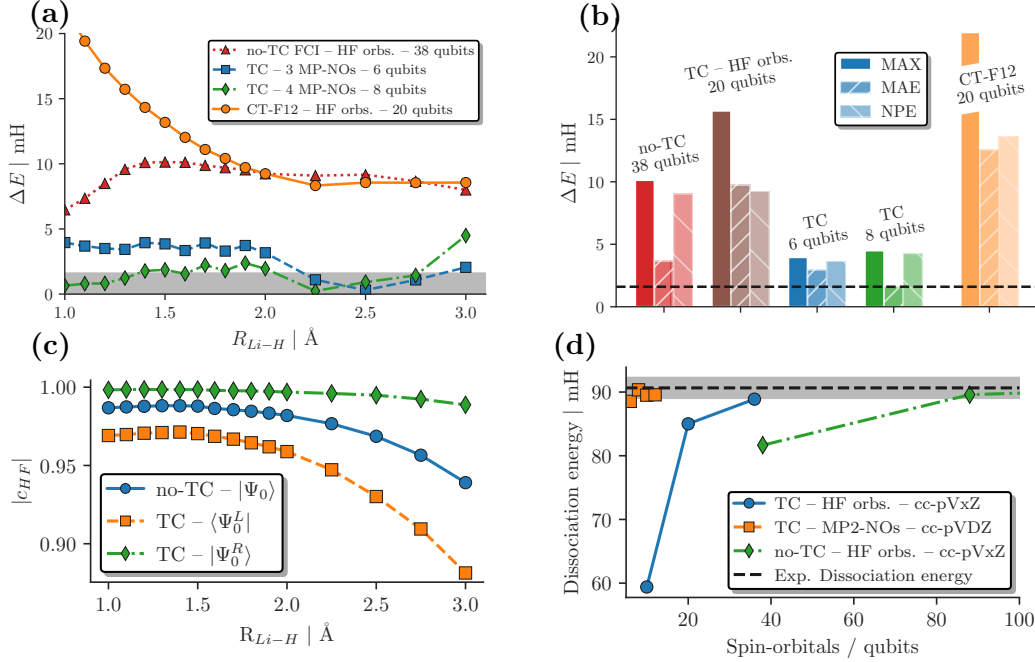 (a)
20
15
10
5
0
ΔE | mH
1.0
1.5
2.0
2.5
3.0
R_{Li−H} | Å
no-TC FCI – HF orbs. – 38 qubits
TC – 3 MP-NOs – 6 qubits
TC – 4 MP-NOs – 8 qubits
CT-F12 – HF orbs. – 20 qubits
(b)
20
15
10
5
0
ΔE | mH
no-TC
38 qubits
TC – HF orbs.
20 qubits
TC
6 qubits
TC
8 qubits
CT-F12
20 qubits
MAX
MAE
NPE
(c)
1.00
0.95
0.90
|c_{HF}|
1.0
1.5
2.0
2.5
3.0
R_{Li−H} | Å
no-TC – |Ψ_0⟩
TC – ⟨Ψ_0^L|
TC – |Ψ_0^R⟩
(d)
90
80
70
60
Dissociation energy | mH
20
40
60
80
100
Spin-orbitals / qubits
TC – HF orbs. – cc-pVxZ
TC – MP2-NOs – cc-pVDZ
no-TC – HF orbs. – cc-pVxZ
Exp. Dissociation energy